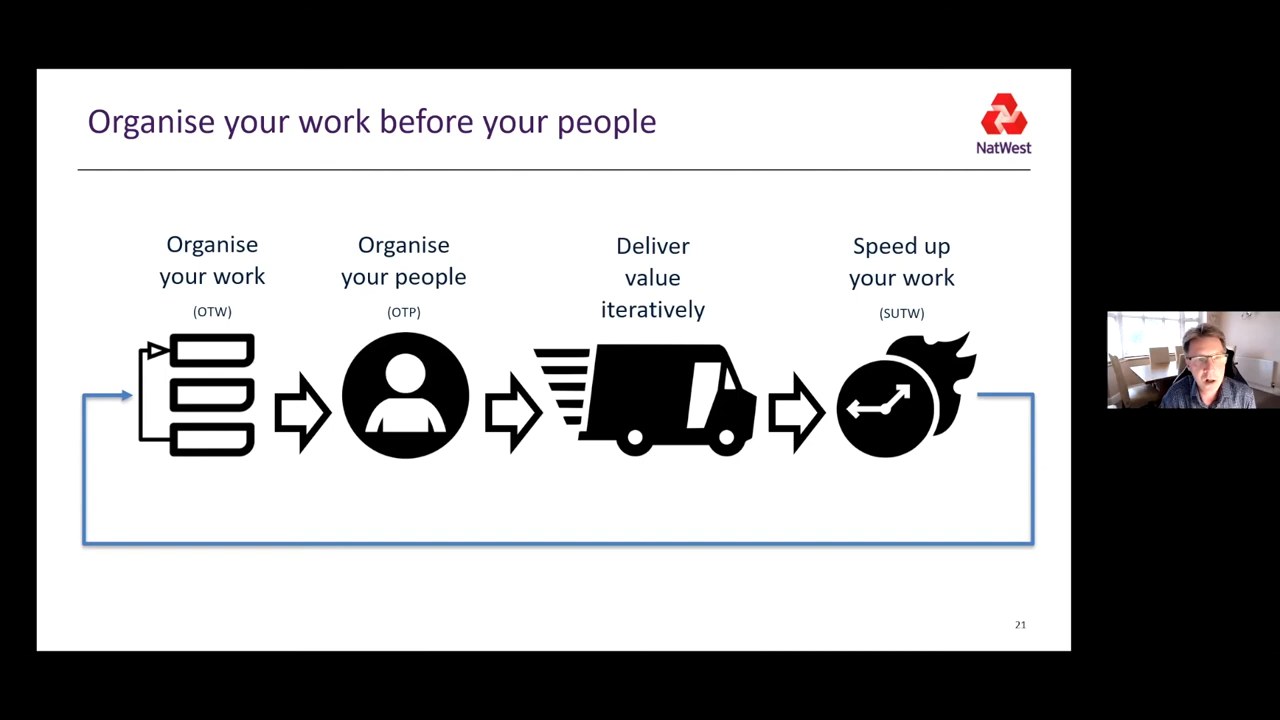 Organise your work before your people
NatWest
Organise
your work
(OTW)
Organise
your people
(OTP)
Deliver
value
iteratively
Speed up
your work
(SUTW)
21